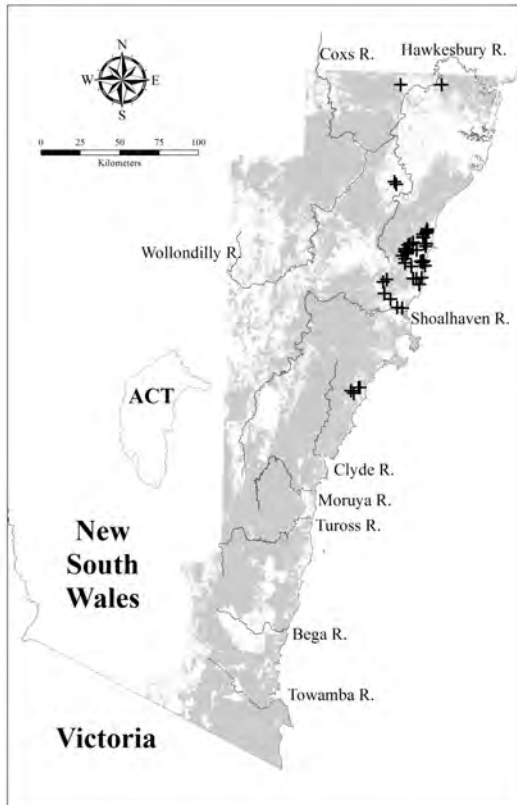 Coxs R.
Hawkesbury R.
N
W
E
S
0 25 50 75 100
Kilometers
Wollondilly R.
Shoalhaven R.
ACT
Clyde R.
Moruya R.
Tuross R.
New
South
Wales
Bega R.
Towamba R.
Victoria